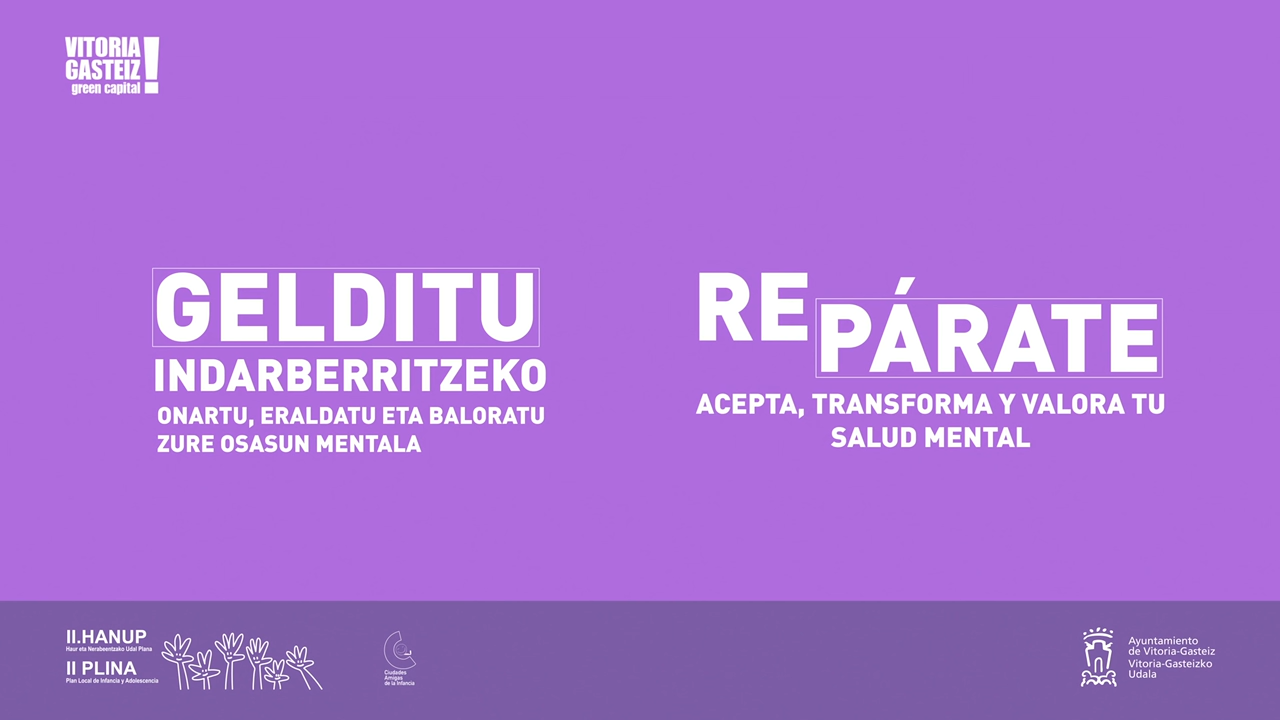 VITORIA
GASTEIZ!
green capital
GELDITU
INDARBERRITZEKO
ONARTU, ERALDATU ETA BALORATU
ZURE OSASUN MENTALA
REPÁRATE
ACEPTA, TRANSFORMA Y VALORA TU
SALUD MENTAL
II.HANUP
Haur eta Nerabeentzako Udal Plana
II PLINA
Plan Local de Infancia y Adolescencia
Ciudades
Amigas
de la Infancia
Ayuntamiento
de Vitoria-Gasteiz
Vitoria-Gasteizko
Udala